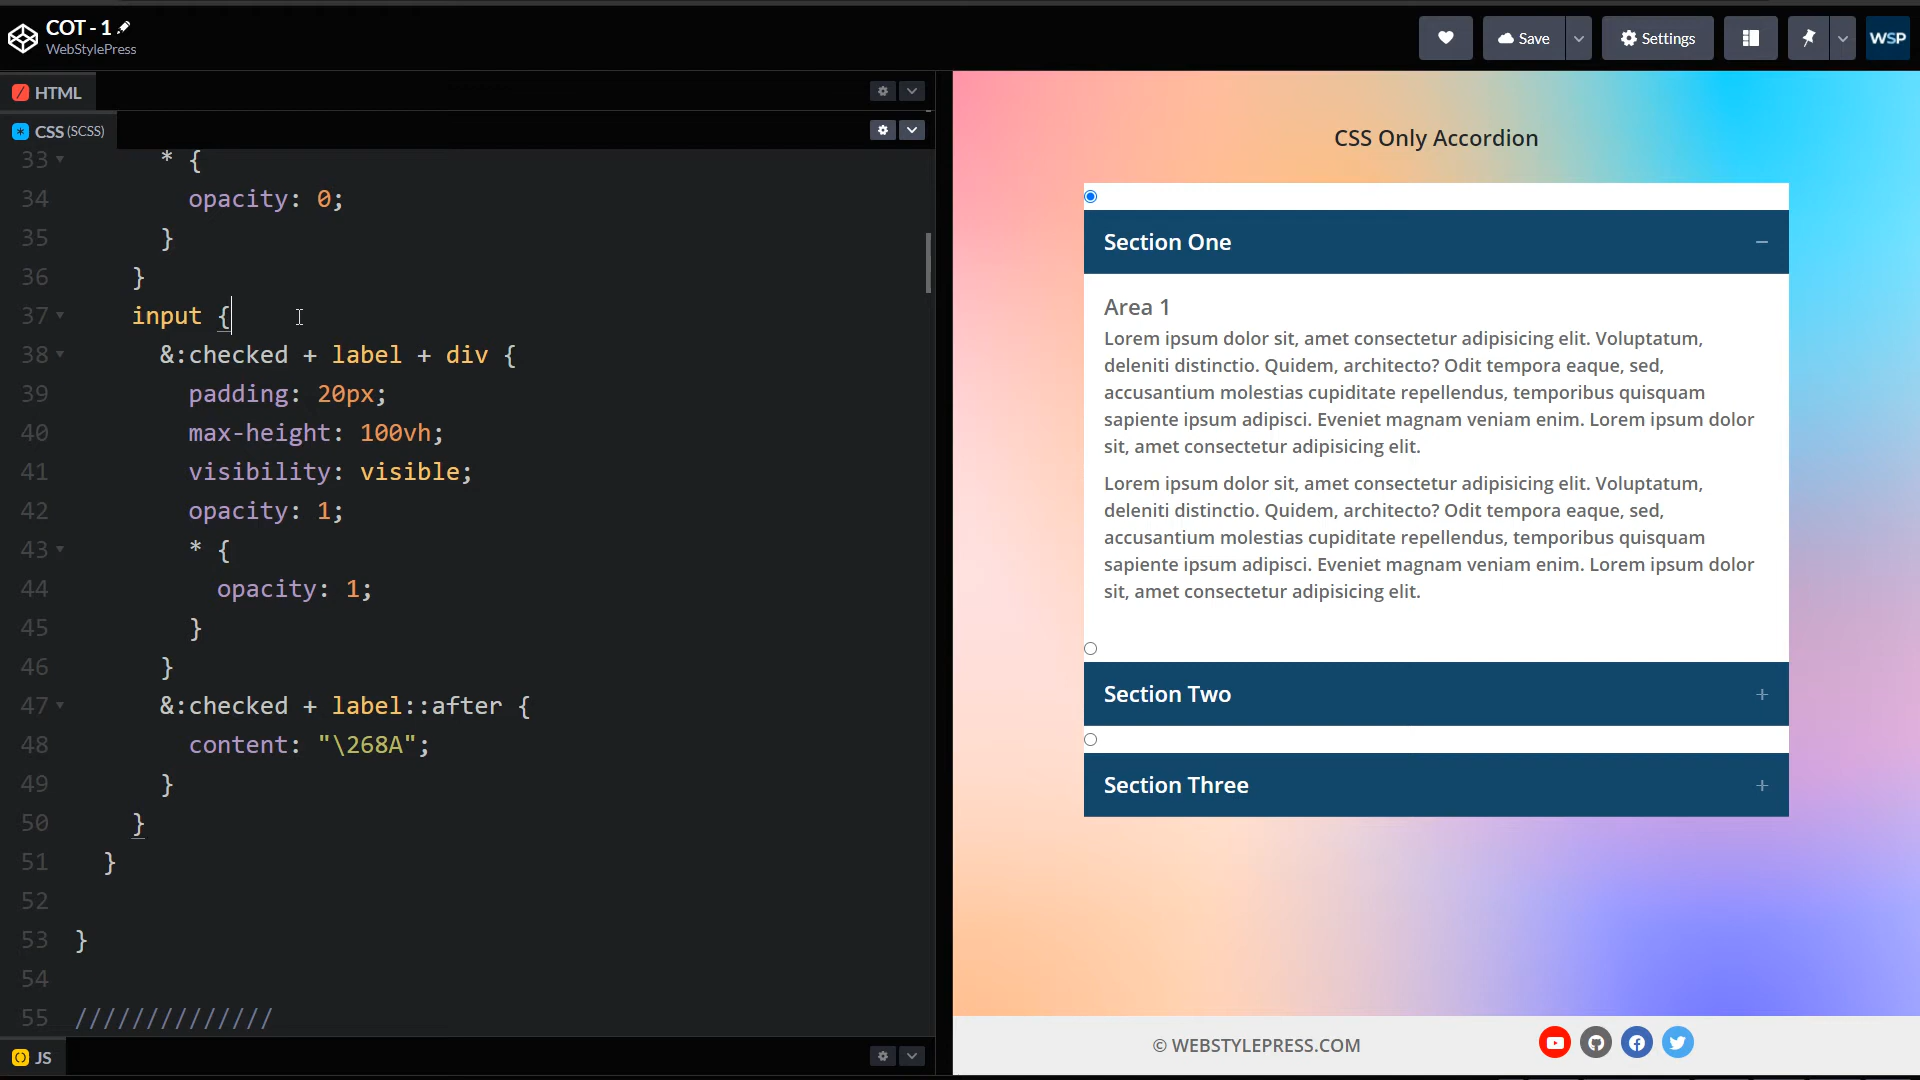 COT - 1
WebStylePress
Save
Settings
WSP
HTML
CSS (SCSS)
33 * {
34 opacity: 0;
35 }
36 }
37 input {
38 &:checked + label + div {
39 padding: 20px;
40 max-height: 100vh;
41 visibility: visible;
42 opacity: 1;
43 * {
44 opacity: 1;
45 }
46 }
47 &:checked + label::after {
48 content: "\268A";
49 }
50 }
51 }
52
53 }
54
55 //////////////
JS
CSS Only Accordion
Section One −
Area 1
Lorem ipsum dolor sit, amet consectetur adipisicing elit. Voluptatum,
deleniti distinctio. Quidem, architecto? Odit tempora eaque, sed,
accusantium molestias cupiditate repellendus, temporibus quisquam
sapiente ipsum adipisci. Eveniet magnam veniam enim. Lorem ipsum dolor
sit, amet consectetur adipisicing elit.
Lorem ipsum dolor sit, amet consectetur adipisicing elit. Voluptatum,
deleniti distinctio. Quidem, architecto? Odit tempora eaque, sed,
accusantium molestias cupiditate repellendus, temporibus quisquam
sapiente ipsum adipisci. Eveniet magnam veniam enim. Lorem ipsum dolor
sit, amet consectetur adipisicing elit.
Section Two +
Section Three +
© WEBSTYLEPRESS.COM